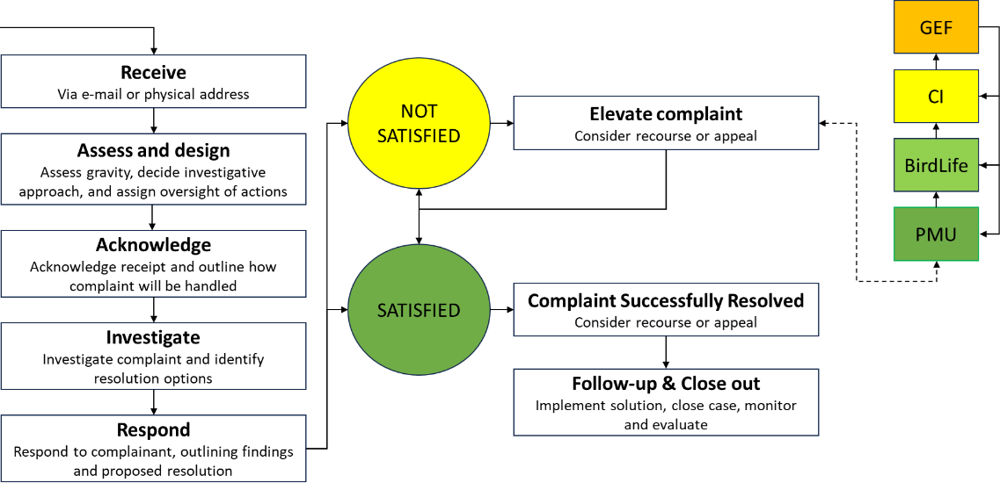 Receive
Via e-mail or physical address
Assess and design
Assess gravity, decide investigative
approach, and assign oversight of actions
Acknowledge
Acknowledge receipt and outline how
complaint will be handled
Investigate
Investigate complaint and identify
resolution options
Respond
Respond to complainant, outlining findings
and proposed resolution
NOT
SATISFIED
SATISFIED
Elevate complaint
Consider recourse or appeal
Complaint Successfully Resolved
Consider recourse or appeal
Follow-up & Close out
Implement solution, close case, monitor
and evaluate
GEF
CI
BirdLife
PMU